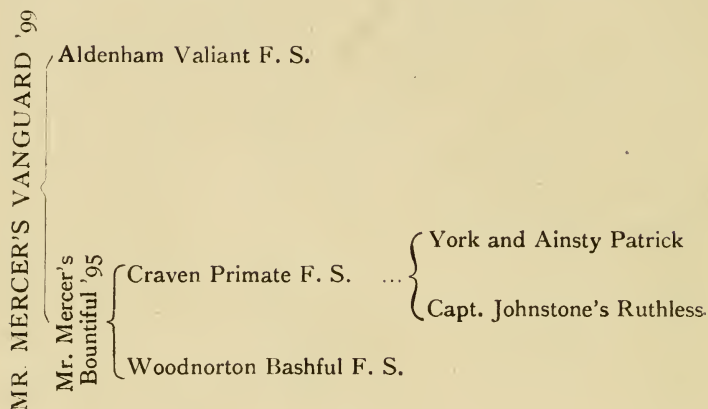 MR. MERCER'S VANGUARD '99
Aldenham Valiant F. S.
Mr. Mercer's
Bountiful '95
Craven Primate F. S. ...
York and Ainsty Patrick
Capt. Johnstone's Ruthless.
Woodnorton Bashful F. S.